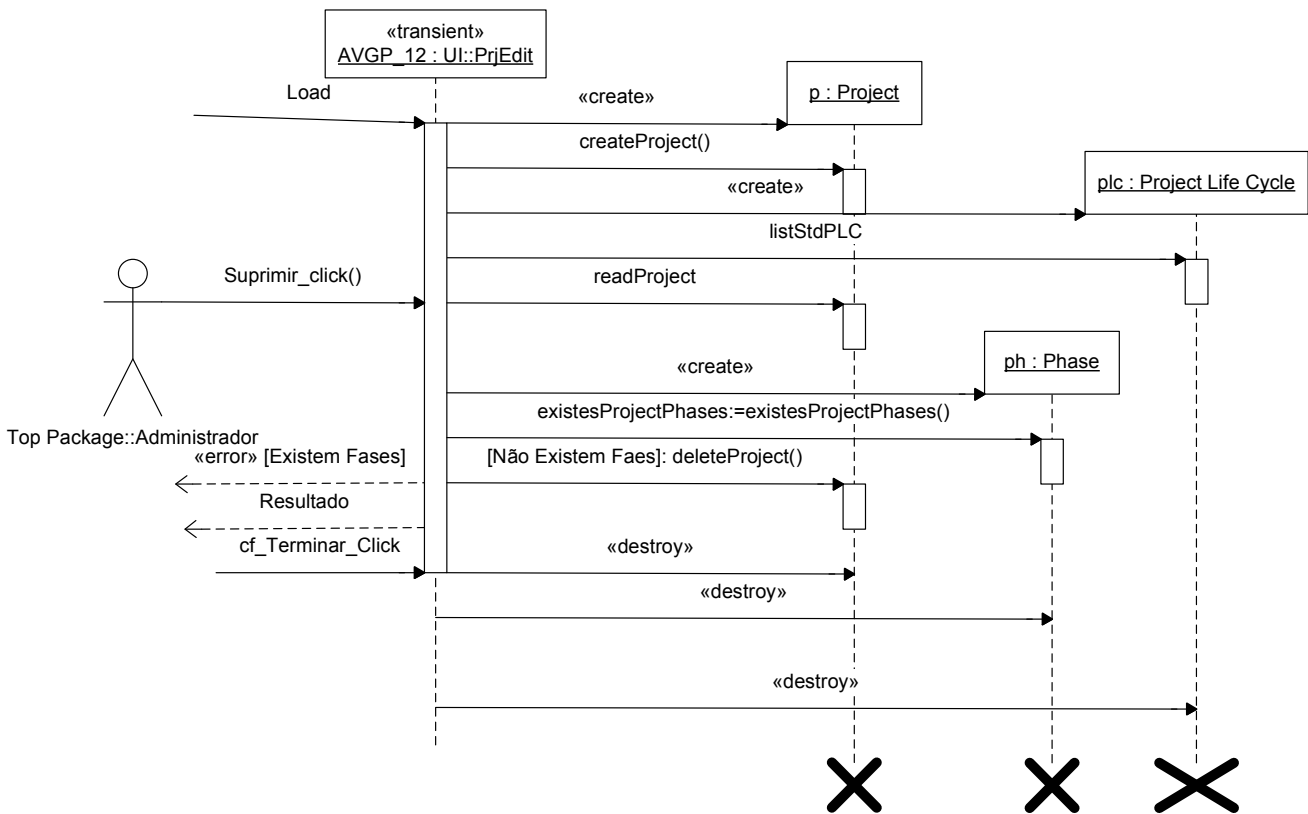 «transient»
AVGP_12 : UI::PrjEdit
Load
«create»
p : Project
createProject()
«create»
plc : Project Life Cycle
listStdPLC
Suprimir_click()
readProject
«create»
ph : Phase
existesProjectPhases:=existesProjectPhases()
Top Package::Administrador
«error» [Existem Fases]
[Não Existem Faes]: deleteProject()
Resultado
cf_Terminar_Click
«destroy»
«destroy»
«destroy»